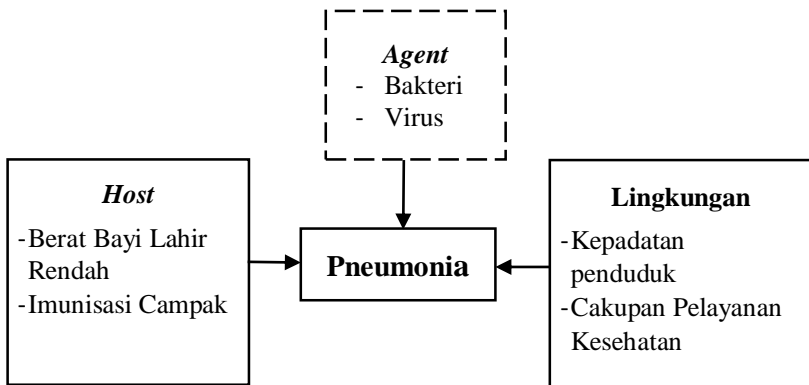 Agent
- Bakteri
- Virus
Host
-Berat Bayi Lahir
Rendah
-Imunisasi Campak
Pneumonia
Lingkungan
-Kepadatan
penduduk
-Cakupan Pelayanan
Kesehatan